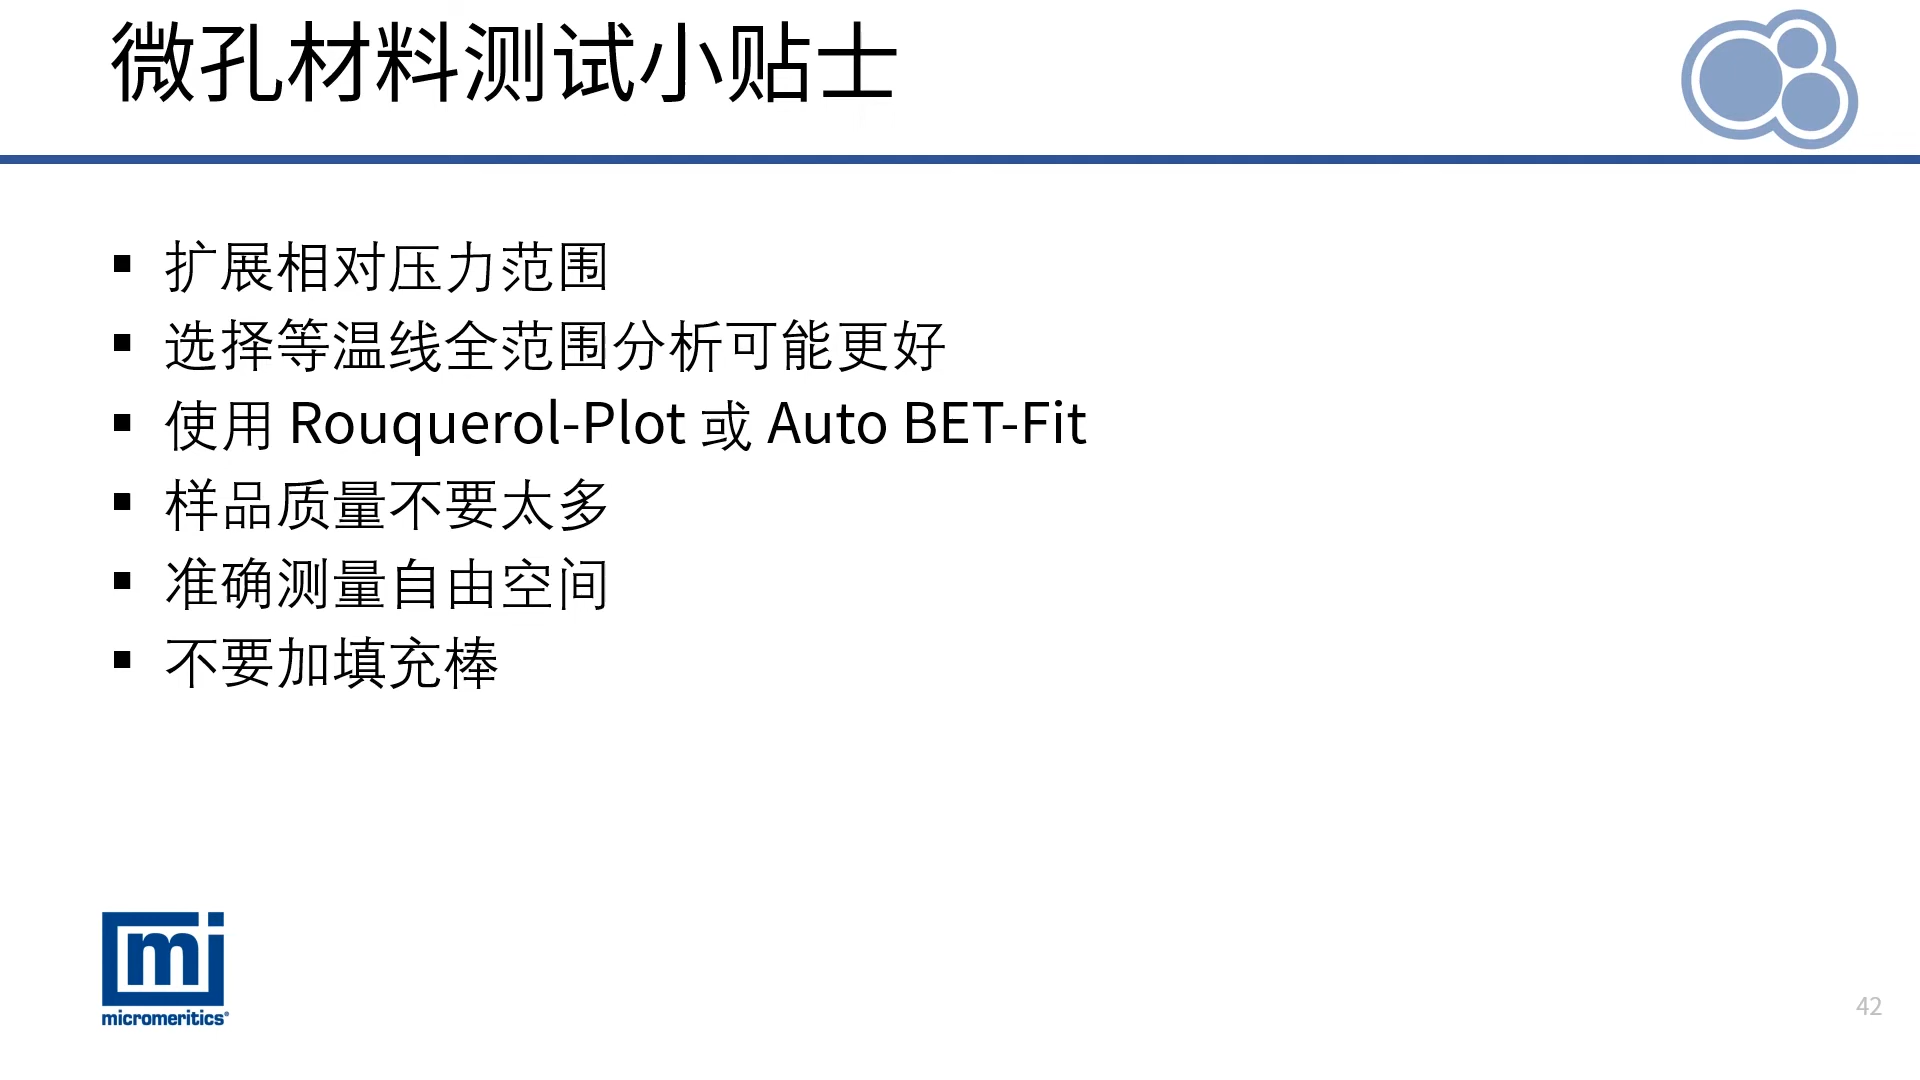 微孔材料测试小贴士
▪ 扩展相对压力范围
▪ 选择等温线全范围分析可能更好
▪ 使用 Rouquerol-Plot 或 Auto BET-Fit
▪ 样品质量不要太多
▪ 准确测量自由空间
▪ 不要加填充棒
mi
micromeritics®
42